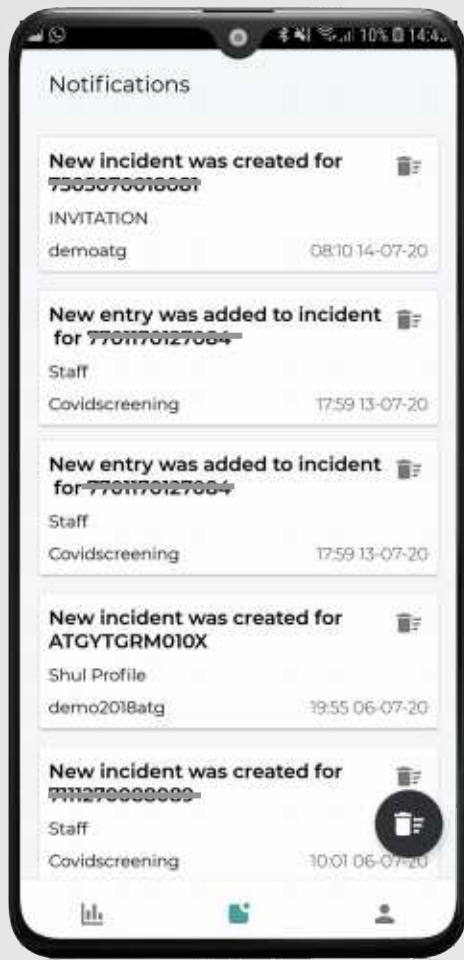 10%
Notifications
New incident was created for
INVITATION
demoatg 08:10 14-07-20
New entry was added to incident
for
Staff
Covidscreening 17:59 13-07-20
New entry was added to incident
for
Staff
Covidscreening 17:59 13-07-20
New incident was created for
ATGYTGRM010X
Shul Profile
demo2018atg 19:55 06-07-20
New incident was created for
Staff
Covidscreening 10:01 06-07-20